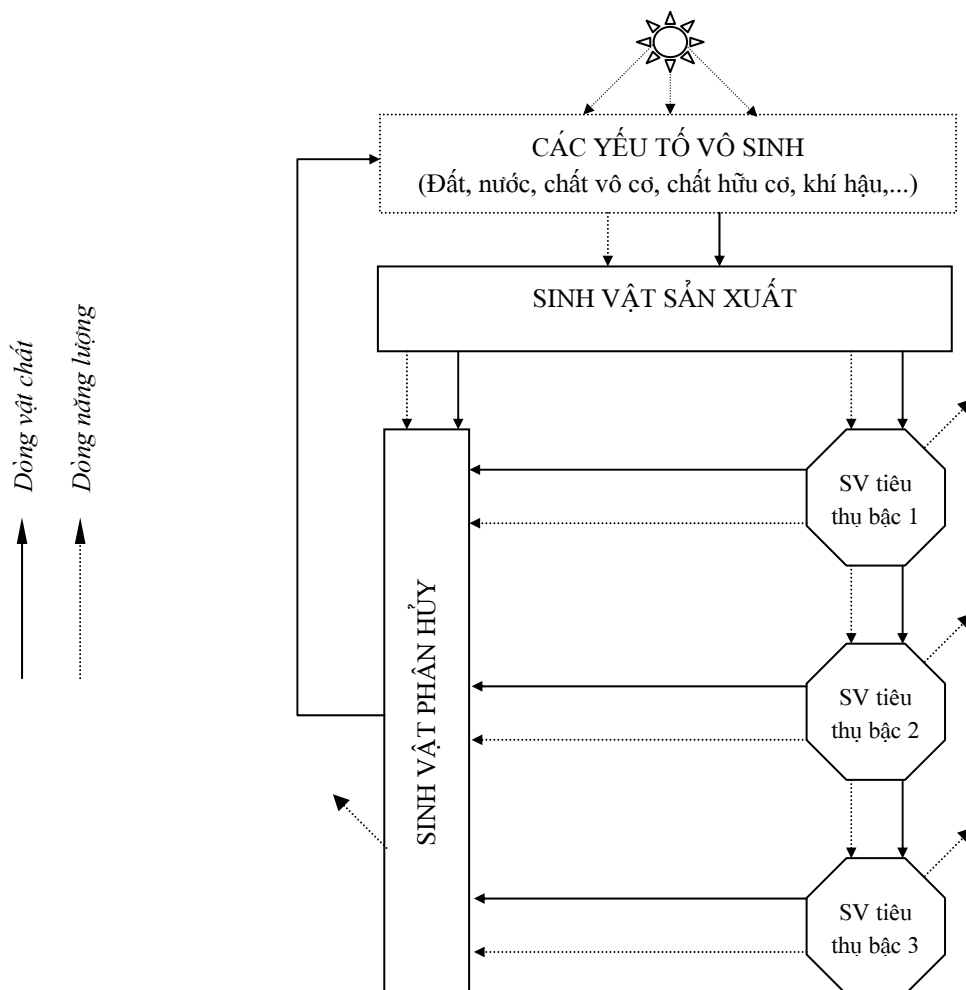 CÁC YẾU TỐ VÔ SINH
(Đất, nước, chất vô cơ, chất hữu cơ, khí hậu,...)
SINH VẬT SẢN XUẤT
Dòng vật chất
Dòng năng lượng
SINH VẬT PHÂN HỦY
SV tiêu
thụ bậc 1
SV tiêu
thụ bậc 2
SV tiêu
thụ bậc 3